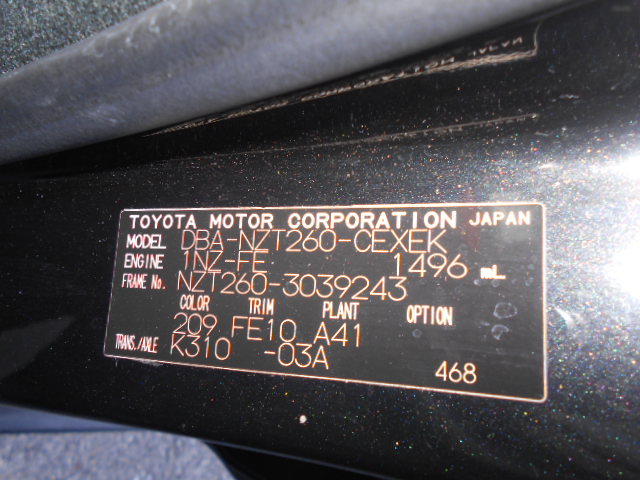 TOYOTA MOTOR CORPORATION JAPAN
MODEL DBA-NZT260-CEXEK
ENGINE 1NZ-FE 1496 mL
FRAME No. NZT260-3039243
COLOR TRIM PLANT OPTION
209 FE10 A41
TRANS./AXLE K310 -03A
468